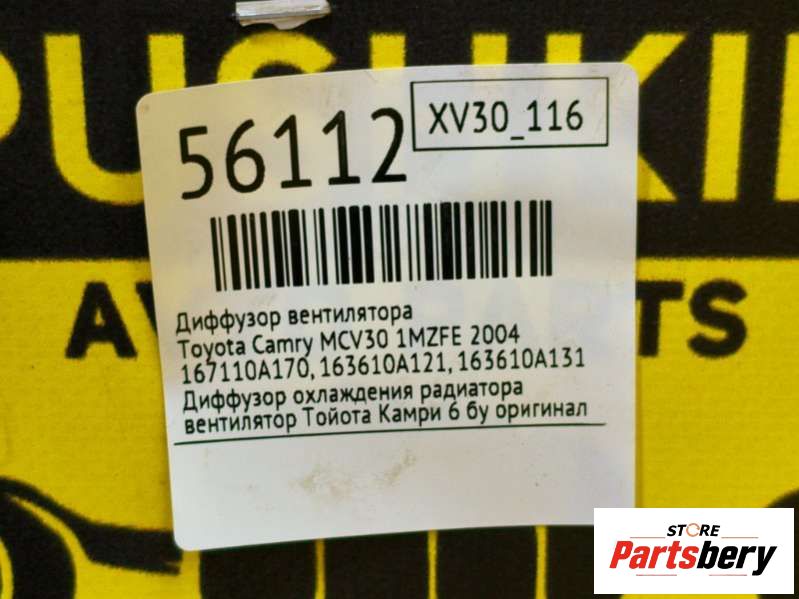 PUSHKIN
56112
XV30_116
Диффузор вентилятора
Toyota Camry MCV30 1MZFE 2004
167110A170, 163610A121, 163610A131
Диффузор охлаждения радиатора
вентилятор Тойота Камри 6 бу оригинал
STORE
Partsbery